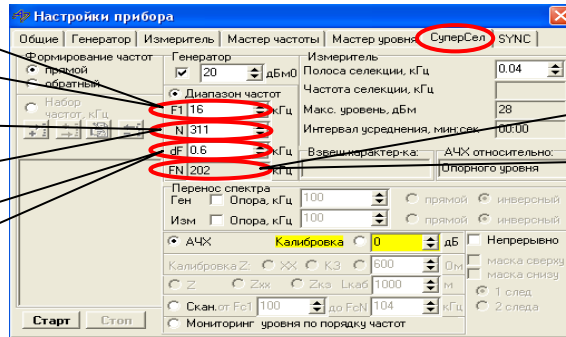 Настройки прибора
Общие Генератор Измеритель Мастер частоты Мастер уровня СуперСел SYNC
Формирование частот
прямой
обратный
Набор частот, кГц
Генератор
20 дБм0
Диапазон частот
F1 16 кГц
N 311
dF 0.6 кГц
FN 202 кГц
Измеритель
Полоса селекции, кГц 0.04
Частота селекции, кГц
Макс. уровень, дБм 28
Интервал усреднения, мин:сек 00:00
Взвеш.характер-ка: АЧХ относительно:
Опорного уровня
Перенос спектра
Ген Опора, кГц 100 прямой инверсный
Изм Опора, кГц 100 прямой инверсный
АЧХ Калибровка 0 дБ Непрерывно
Калибровка Z: XX КЗ 600 Ом маска сверху
маска снизу
Z Zxx Zкз Lкаб 1000 м 1 след
Скан.от Fc1 100 до FcN 104 кГц 2 следа
Мониторинг уровня по порядку частот
Старт Стоп